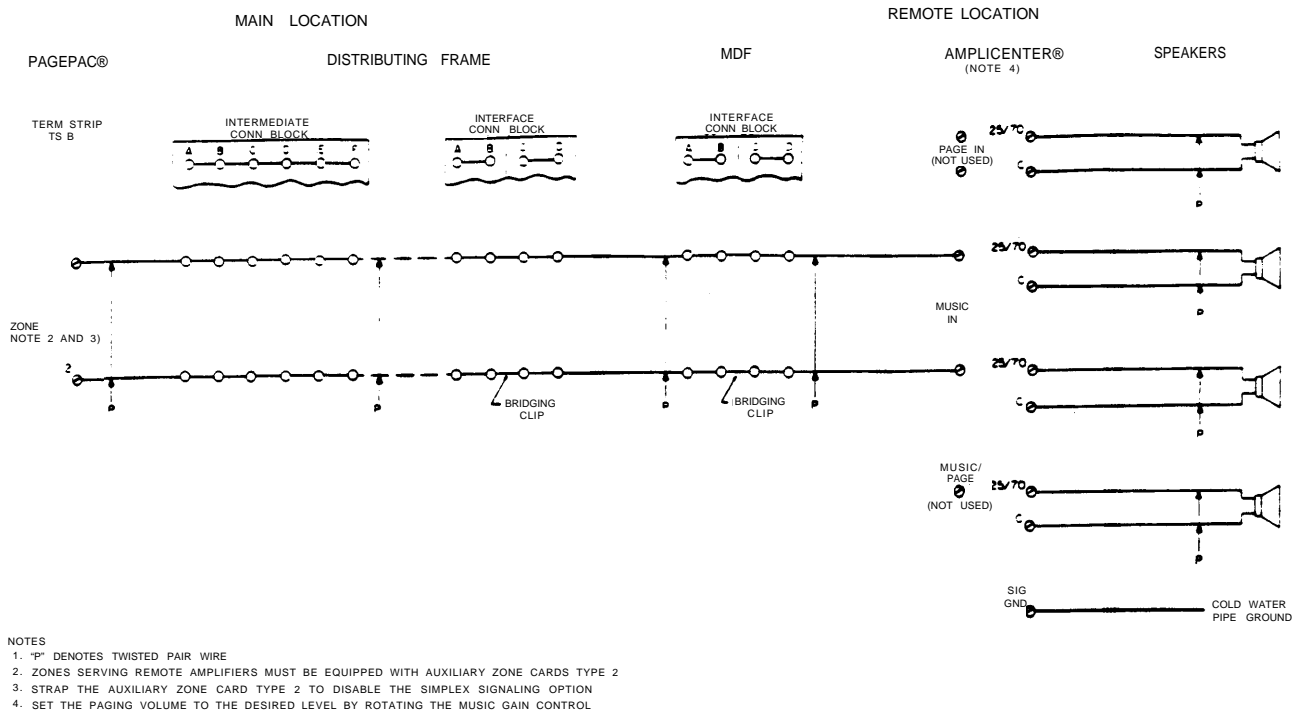 MAIN LOCATION
REMOTE LOCATION
PAGEPAC®
DISTRIBUTING FRAME
MDF
AMPLICENTER®
(NOTE 4)
SPEAKERS
TERM STRIP
TS B
INTERMEDIATE
CONN BLOCK
A B C D E F
INTERFACE
CONN BLOCK
A B C D
INTERFACE
CONN BLOCK
A B C D
PAGE IN
(NOT USED)
25/70
C
P
25/70
C
P
ZONE
NOTE 2 AND 3)
2
P
P
BRIDGING
CLIP
P
BRIDGING
CLIP
P
MUSIC
IN
25/70
C
P
MUSIC/
PAGE
(NOT USED)
25/70
C
P
SIG
GND
COLD WATER
PIPE GROUND
NOTES
1. "P" DENOTES TWISTED PAIR WIRE
2. ZONES SERVING REMOTE AMPLIFIERS MUST BE EQUIPPED WITH AUXILIARY ZONE CARDS TYPE 2
3. STRAP THE AUXILIARY ZONE CARD TYPE 2 TO DISABLE THE SIMPLEX SIGNALING OPTION
4. SET THE PAGING VOLUME TO THE DESIRED LEVEL BY ROTATING THE MUSIC GAIN CONTROL